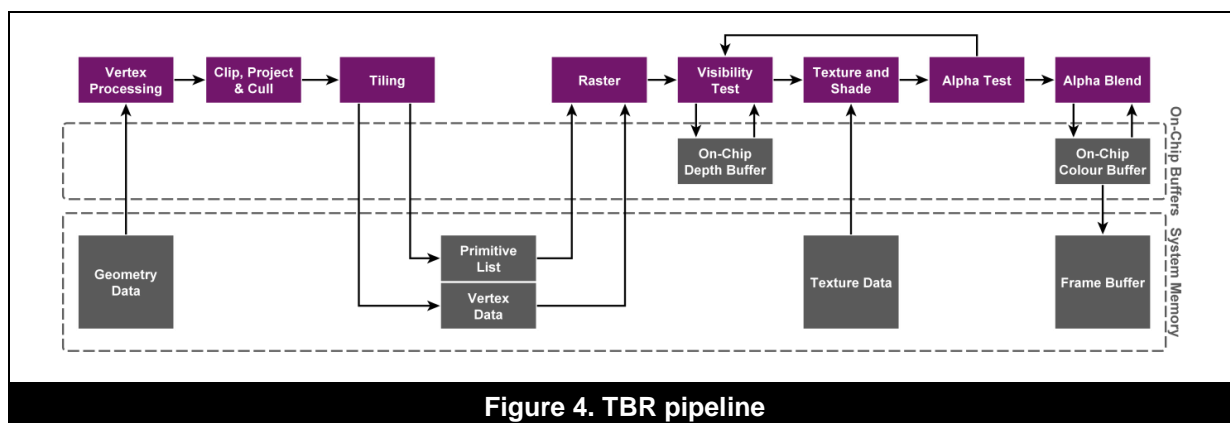 Vertex
Processing
Clip, Project
& Cull
Tiling
Raster
Visibility
Test
Texture and
Shade
Alpha Test
Alpha Blend
On-Chip
Depth Buffer
On-Chip
Colour Buffer
On-Chip Buffers
Geometry
Data
Primitive
List
Vertex
Data
Texture Data
Frame Buffer
System Memory
Figure 4. TBR pipeline